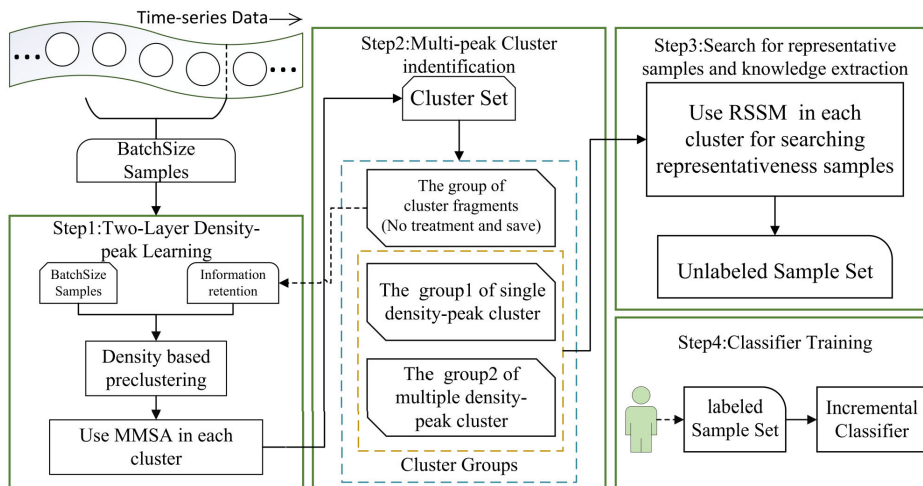 Time-series Data
...
...
BatchSize
Samples
Step1:Two-Layer Density-
peak Learning
BatchSize
Samples
Information
retention
Density based
preclustering
Use MMSA in each
cluster
Step2:Multi-peak Cluster
indentification
Cluster Set
The group of
cluster fragments
(No treatment and save)
The group1 of single
density-peak cluster
The group2 of
multiple density-
peak cluster
Cluster Groups
Step3:Search for representative
samples and knowledge extraction
Use RSSM in each
cluster for searching
representativeness samples
Unlabeled Sample Set
Step4:Classifier Training
labeled
Sample Set
Incremental
Classifier